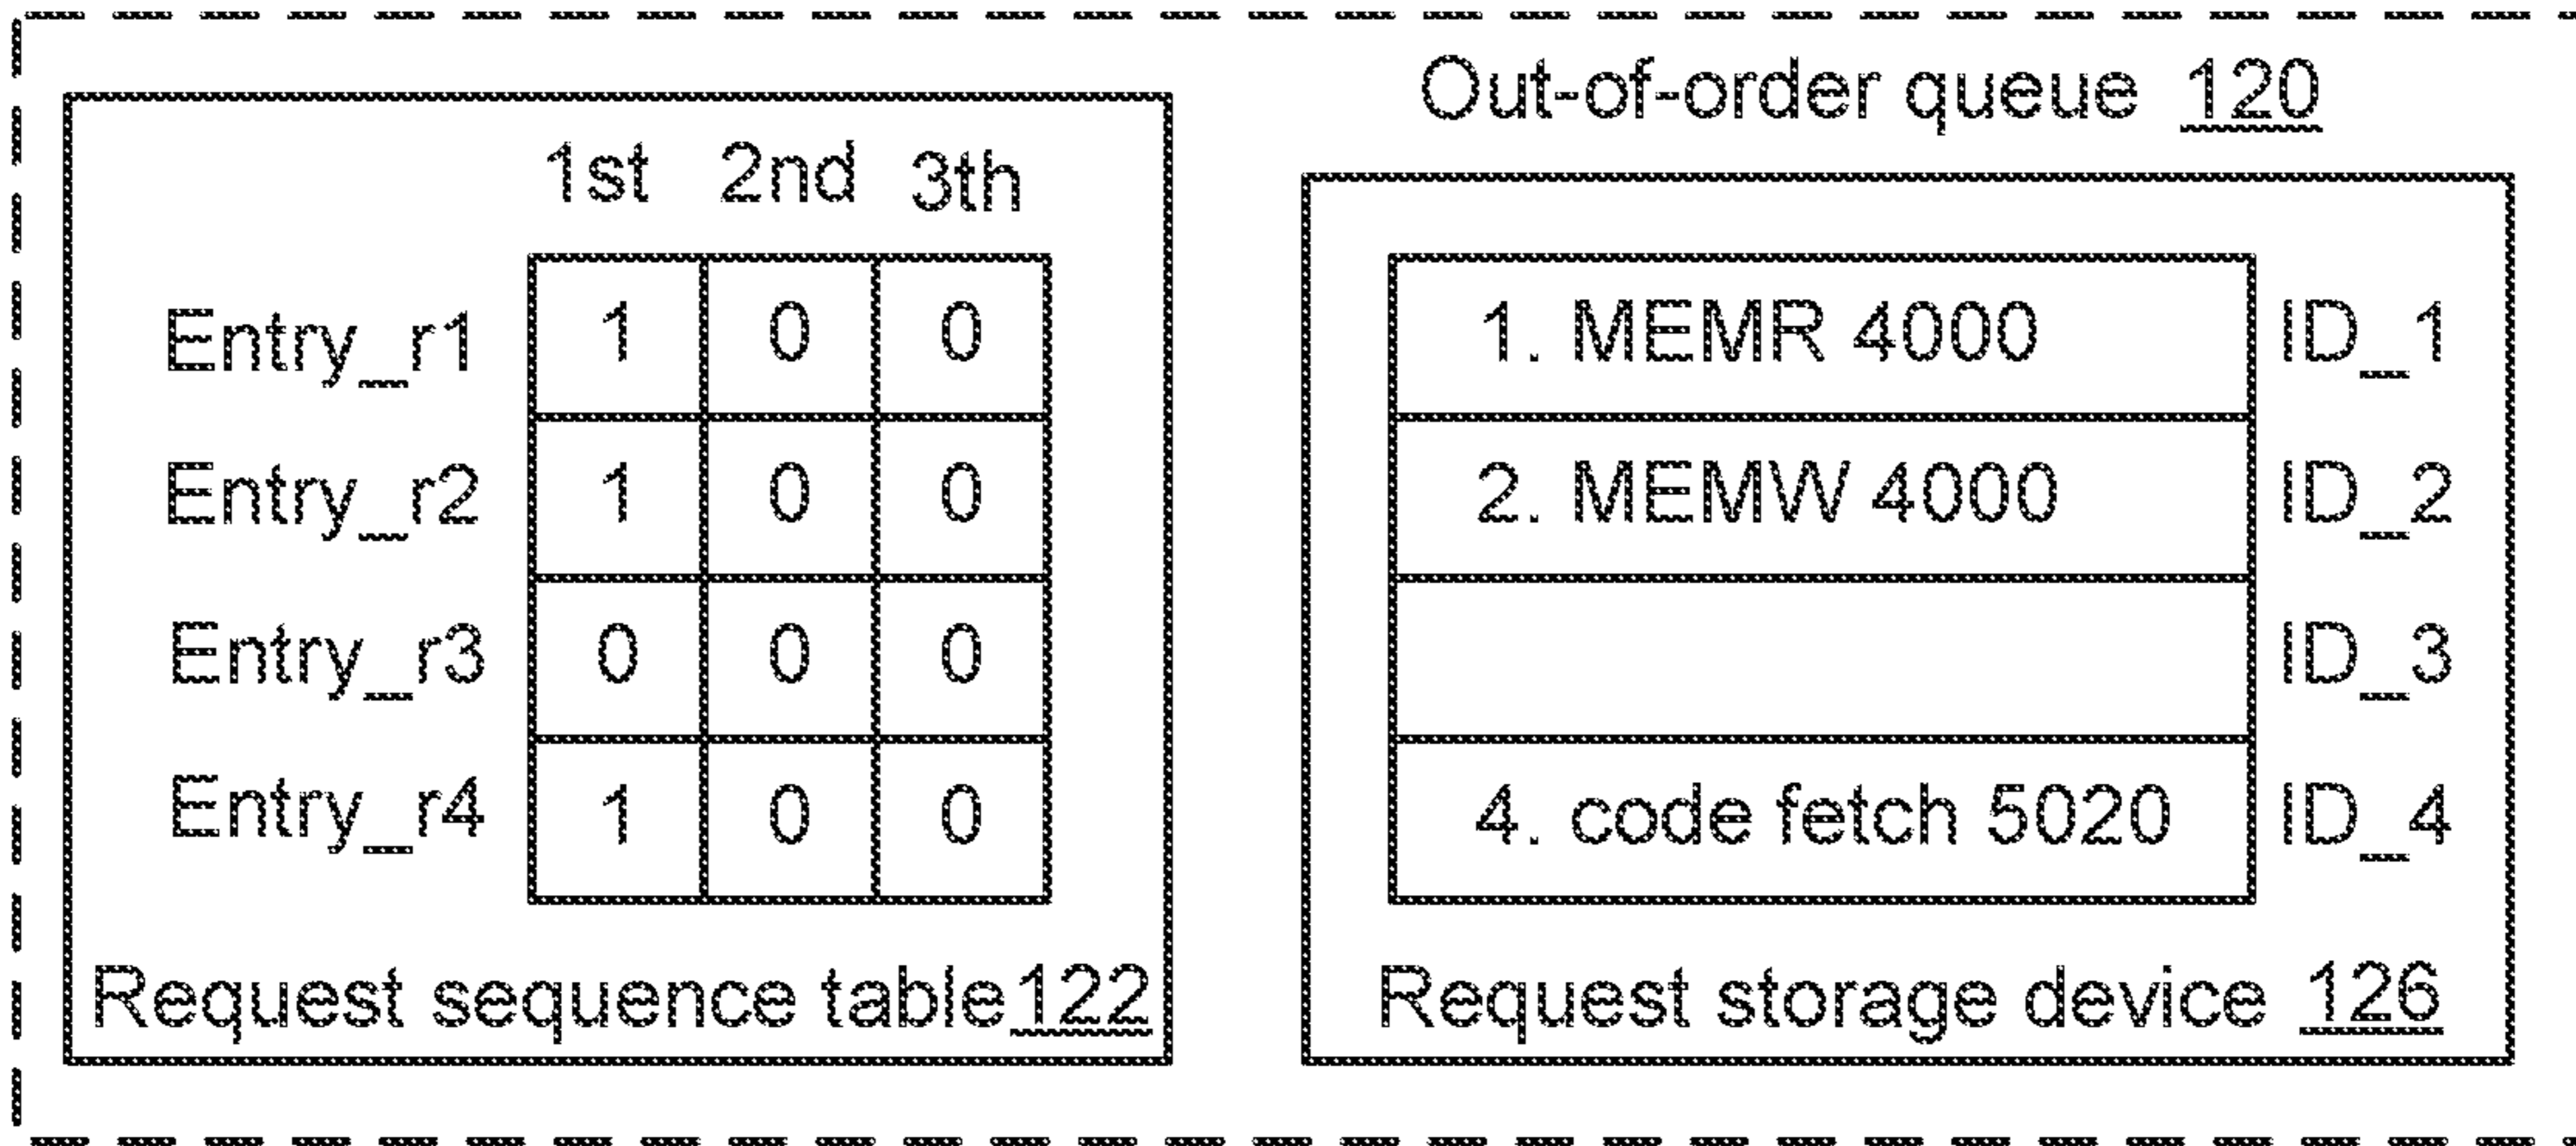 Out-of-order queue 120
1st 2nd 3th
Entry_r1 1 0 0
Entry_r2 1 0 0
Entry_r3 0 0 0
Entry_r4 1 0 0
Request sequence table 122
1. MEMR 4000 ID_1
2. MEMW 4000 ID_2
ID_3
4. code fetch 5020 ID_4
Request storage device 126